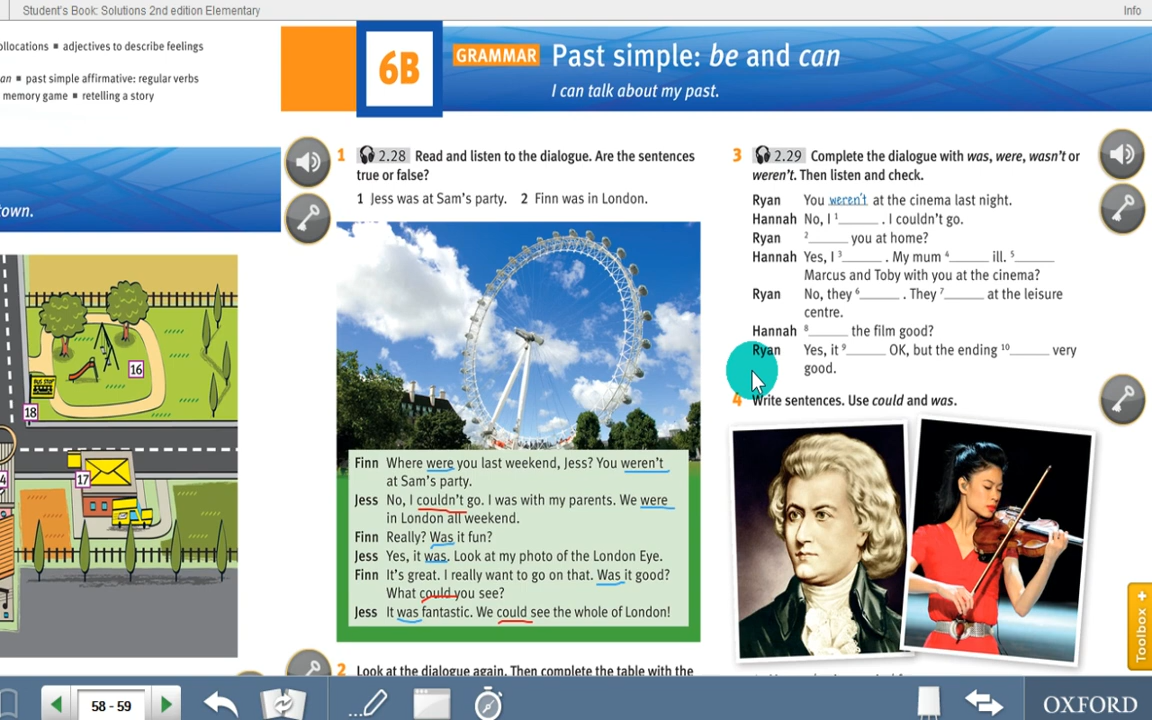 Student's Book: Solutions 2nd edition Elementary
Info
ollocations ▪ adjectives to describe feelings
an ▪ past simple affirmative: regular verbs
memory game ▪ retelling a story
town.
16
BUS STOP
18
17
4
6B GRAMMAR Past simple: be and can
I can talk about my past.
1 2.28 Read and listen to the dialogue. Are the sentences
true or false?
1 Jess was at Sam's party. 2 Finn was in London.
Finn Where were you last weekend, Jess? You weren't
at Sam's party.
Jess No, I couldn't go. I was with my parents. We were
in London all weekend.
Finn Really? Was it fun?
Jess Yes, it was. Look at my photo of the London Eye.
Finn It's great. I really want to go on that. Was it good?
What could you see?
Jess It was fantastic. We could see the whole of London!
2 Look at the dialogue again. Then complete the table with the
3 2.29 Complete the dialogue with was, were, wasn't or
weren't. Then listen and check.
Ryan You weren't at the cinema last night.
Hannah No, I 1______. I couldn't go.
Ryan 2______ you at home?
Hannah Yes, I 3______. My mum 4______ ill. 5______
Marcus and Toby with you at the cinema?
Ryan No, they 6______. They 7______ at the leisure
centre.
Hannah 8______ the film good?
Ryan Yes, it 9______ OK, but the ending 10______ very
good.
4 Write sentences. Use could and was.
Toolbox +
58 - 59
OXFORD